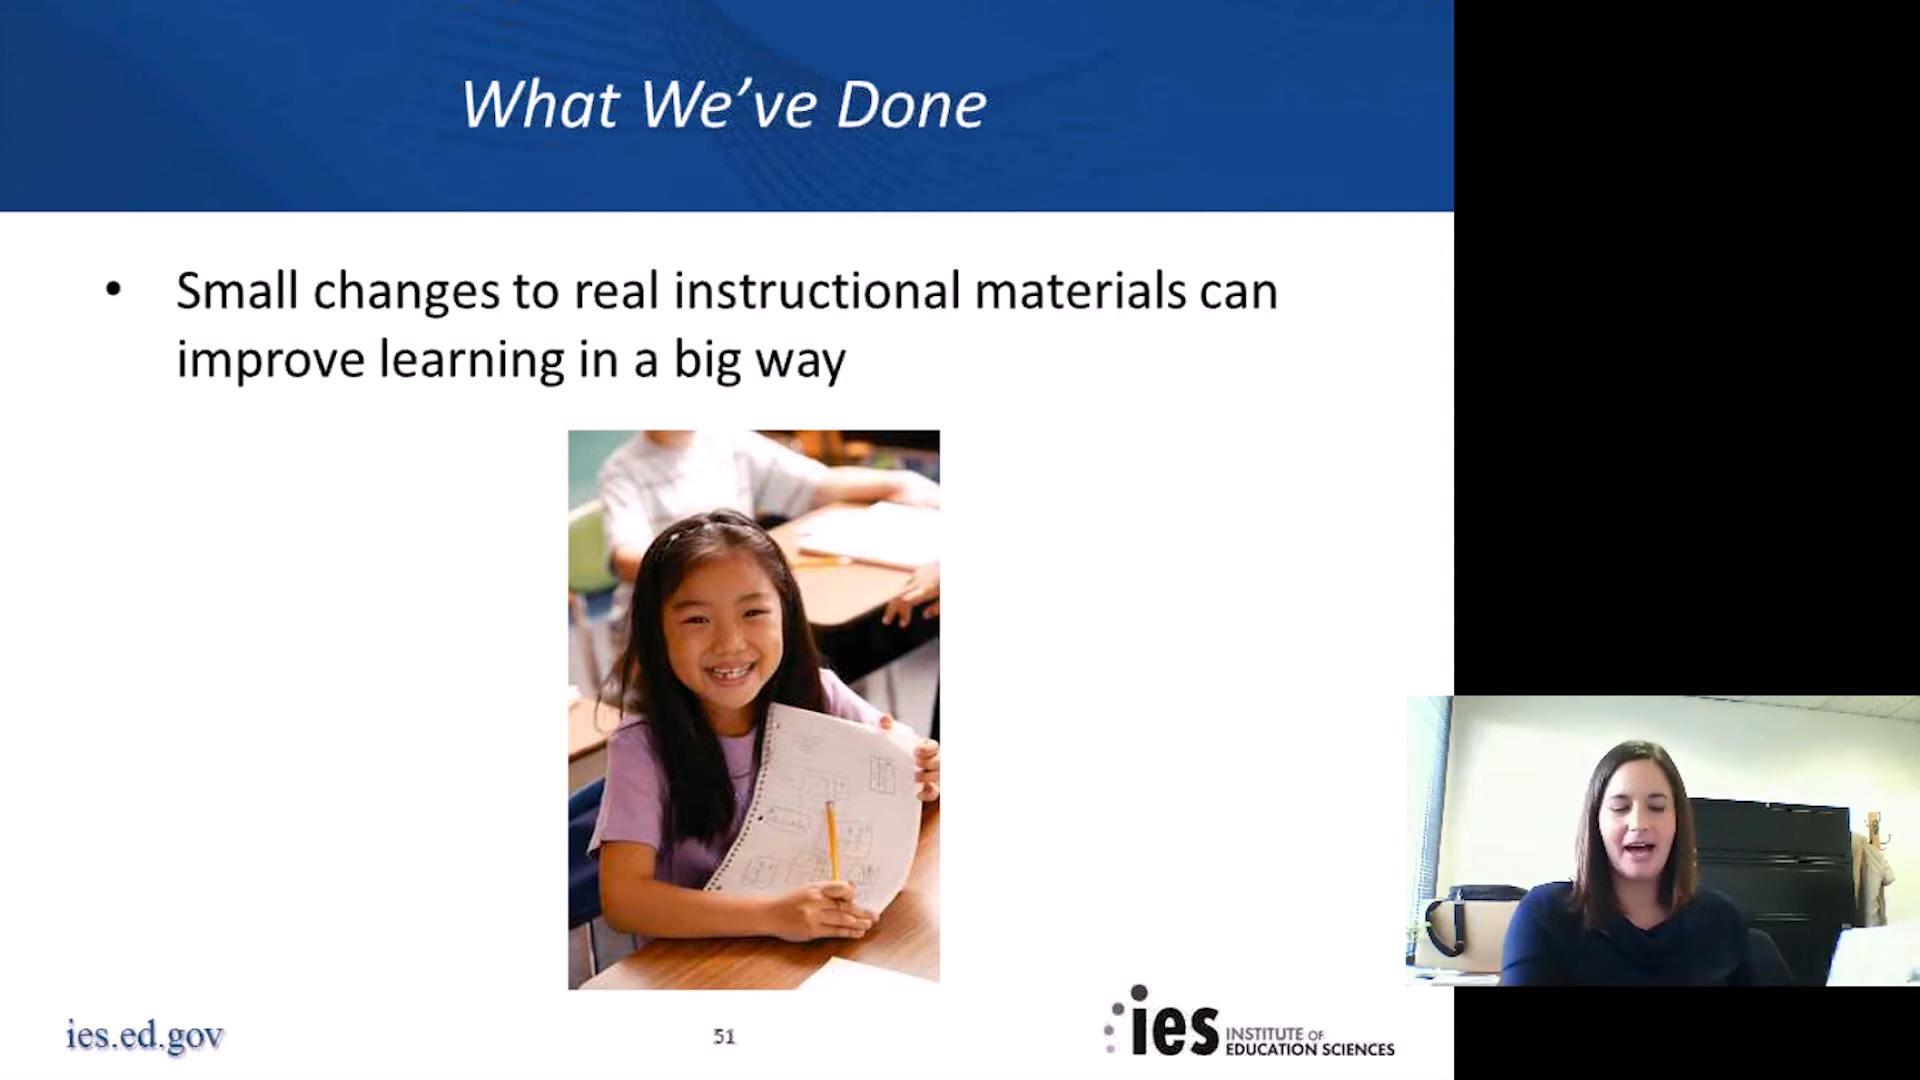 What We’ve Done
• Small changes to real instructional materials can
improve learning in a big way
ies.ed.gov
51
ies INSTITUTE OF
EDUCATION SCIENCES